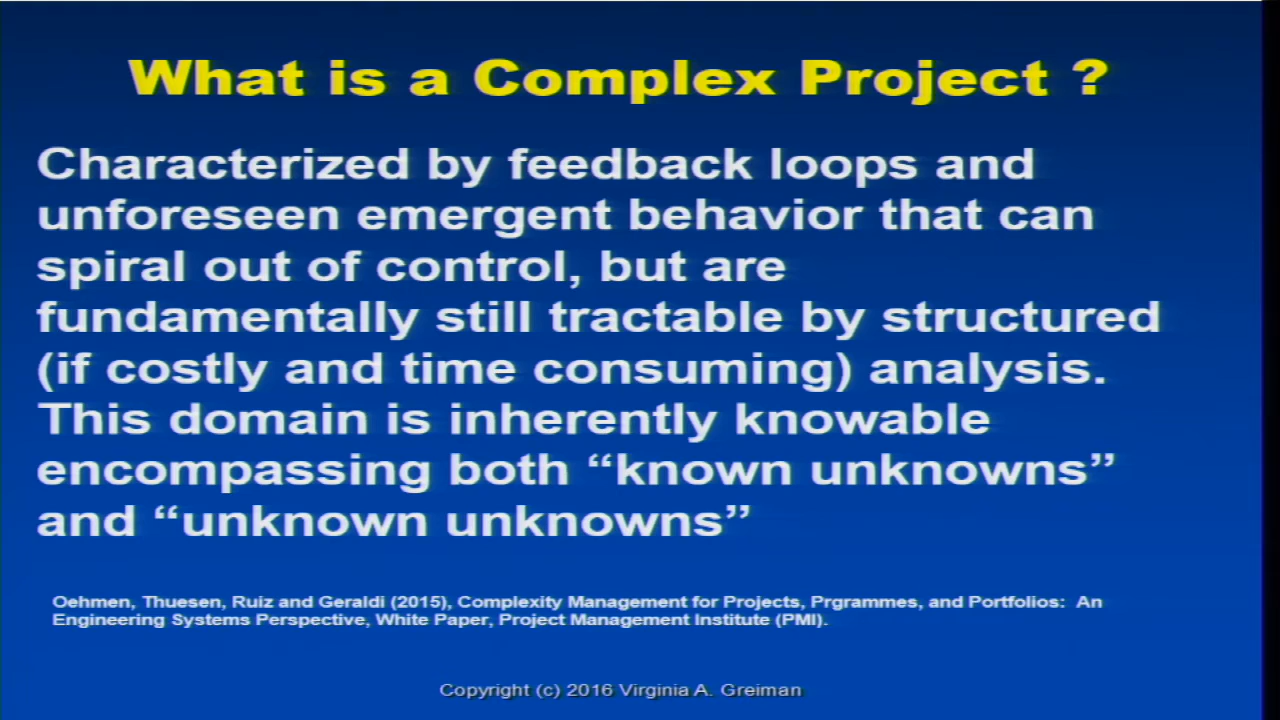 What is a Complex Project ?
Characterized by feedback loops and
unforeseen emergent behavior that can
spiral out of control, but are
fundamentally still tractable by structured
(if costly and time consuming) analysis.
This domain is inherently knowable
encompassing both “known unknowns”
and “unknown unknowns”
Oehmen, Thuesen, Ruiz and Geraldi (2015), Complexity Management for Projects, Prgrammes, and Portfolios: An
Engineering Systems Perspective, White Paper, Project Management Institute (PMI).
Copyright (c) 2016 Virginia A. Greiman